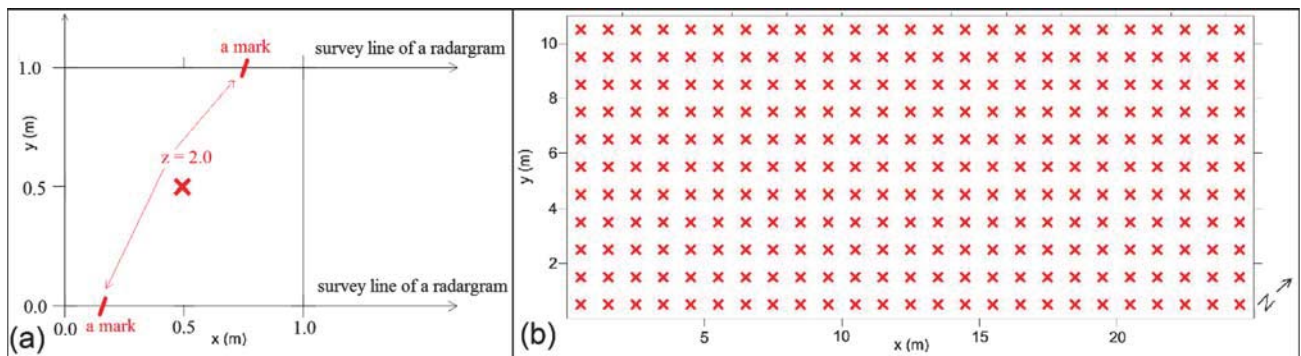 a mark
survey line of a radargram
1.0
y (m)
z = 2.0
0.5
survey line of a radargram
0.0
a mark
0.0
0.5
1.0
x (m)
(a)
10
8
6
4
2
y (m)
5
10
15
20
x (m)
N
(b)